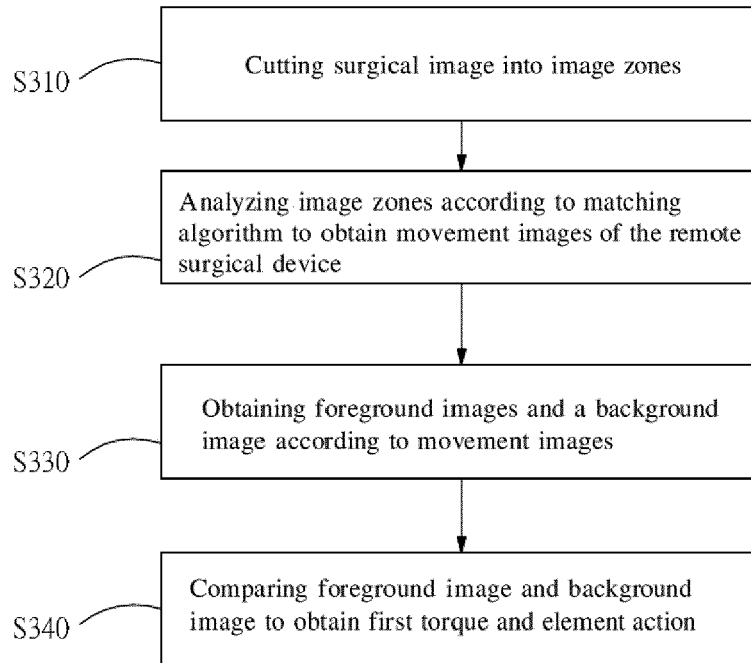 S310
Cutting surgical image into image zones
S320
Analyzing image zones according to matching
algorithm to obtain movement images of the remote
surgical device
S330
Obtaining foreground images and a background
image according to movement images
S340
Comparing foreground image and background
image to obtain first torque and element action